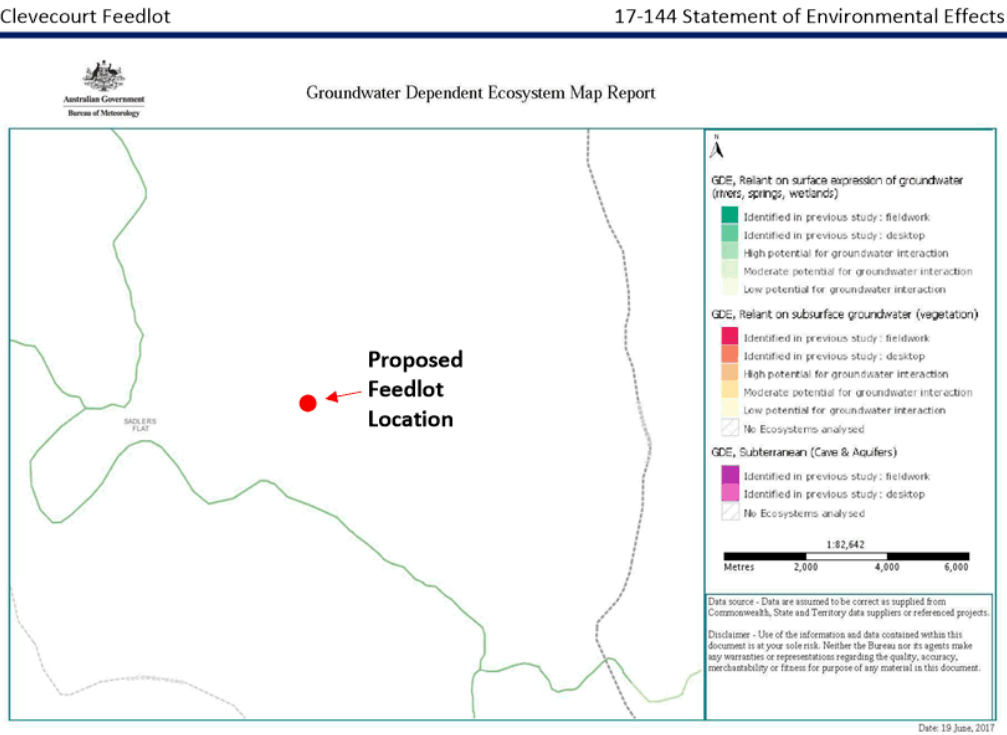 Clevecourt Feedlot
17-144 Statement of Environmental Effects
Australian Government
Bureau of Meteorology
Groundwater Dependent Ecosystem Map Report
Proposed
Feedlot
Location
SADLERS
FLAT
N
GDE, Reliant on surface expression of groundwater
(rivers, springs, wetlands)
Identified in previous study: fieldwork
Identified in previous study: desktop
High potential for groundwater interaction
Moderate potential for groundwater interaction
Low potential for groundwater interaction
GDE, Reliant on subsurface groundwater (vegetation)
Identified in previous study: fieldwork
Identified in previous study: desktop
High potential for groundwater interaction
Moderate potential for groundwater interaction
Low potential for groundwater interaction
No Ecosystems analysed
GDE, Subterranean (Cave & Aquifers)
Identified in previous study: fieldwork
Identified in previous study: desktop
No Ecosystems analysed
1:82,642
Metres 2,000 4,000 6,000
Data source - Data are assumed to be correct as supplied from
Commonwealth, State and Territory data suppliers or referenced projects.
Disclaimer - Use of the information and data contained within this
document is at your sole risk. Neither the Bureau nor its agents make
any warranties or representations regarding the quality, accuracy,
merchantability or fitness for purpose of any material in this document.
Date: 19 June, 2017